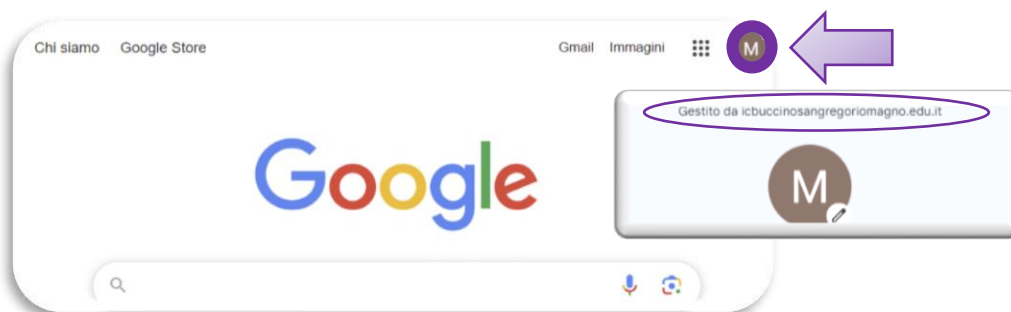 Chi siamo Google Store Gmail Immagini M
Gestito da icbuccinosangregoriomagno.edu.it
Google
M